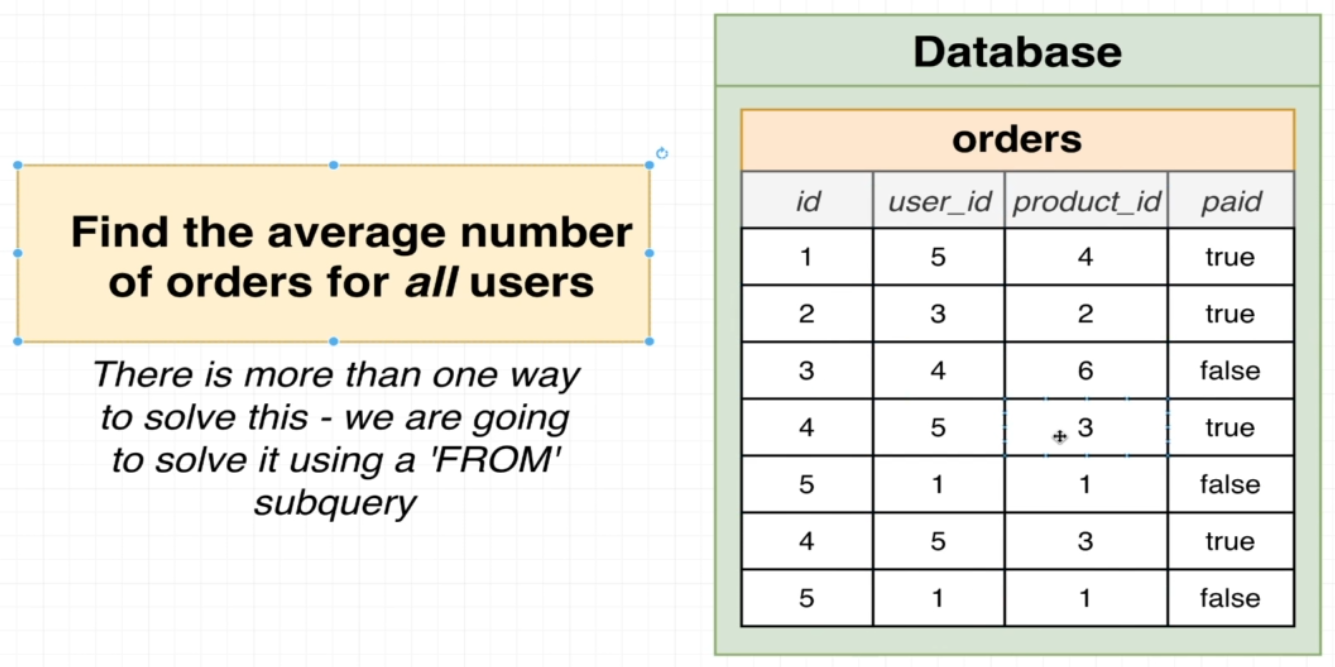 Find the average number
of orders for all users
There is more than one way
to solve this - we are going
to solve it using a 'FROM'
subquery
Database
orders
id user_id product_id paid
1 5 4 true
2 3 2 true
3 4 6 false
4 5 3 true
5 1 1 false
4 5 3 true
5 1 1 false